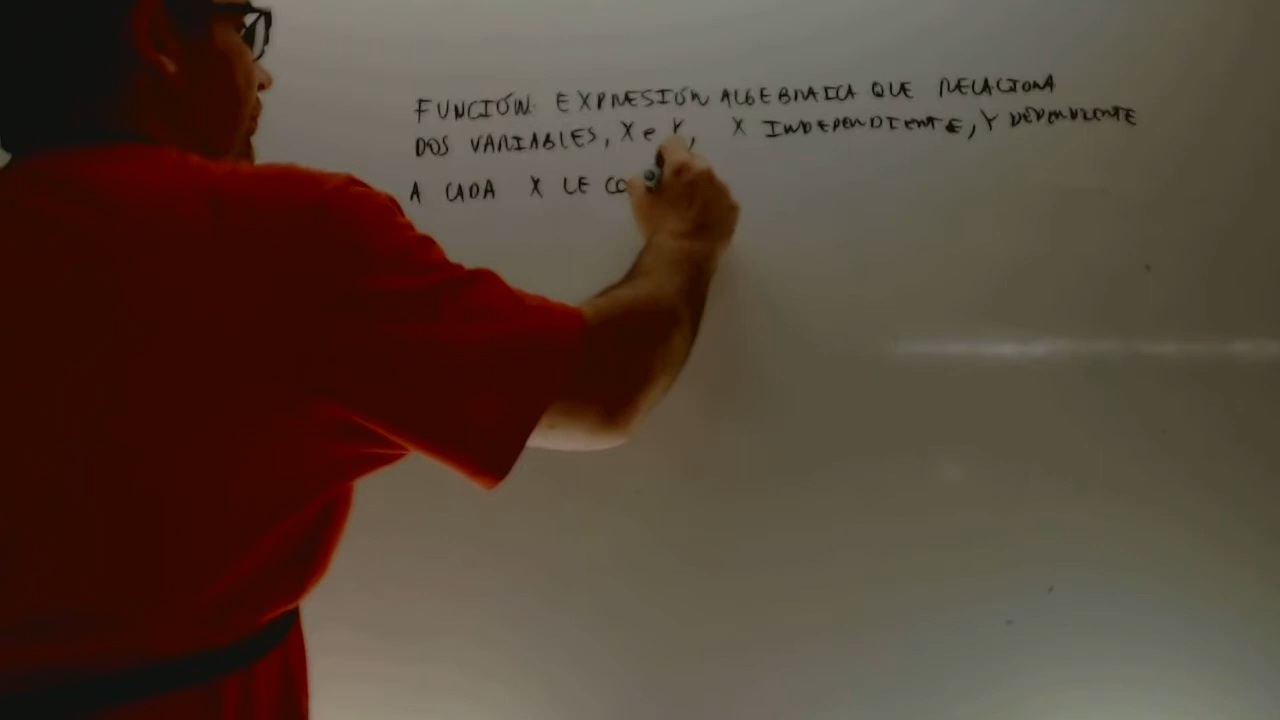 FUNCIÓN: EXPRESIÓN ALGEBRAICA QUE RELACIONA
DOS VARIABLES, X e Y, X INDEPENDIENTE, Y DEPENDIENTE
A CADA X LE CO